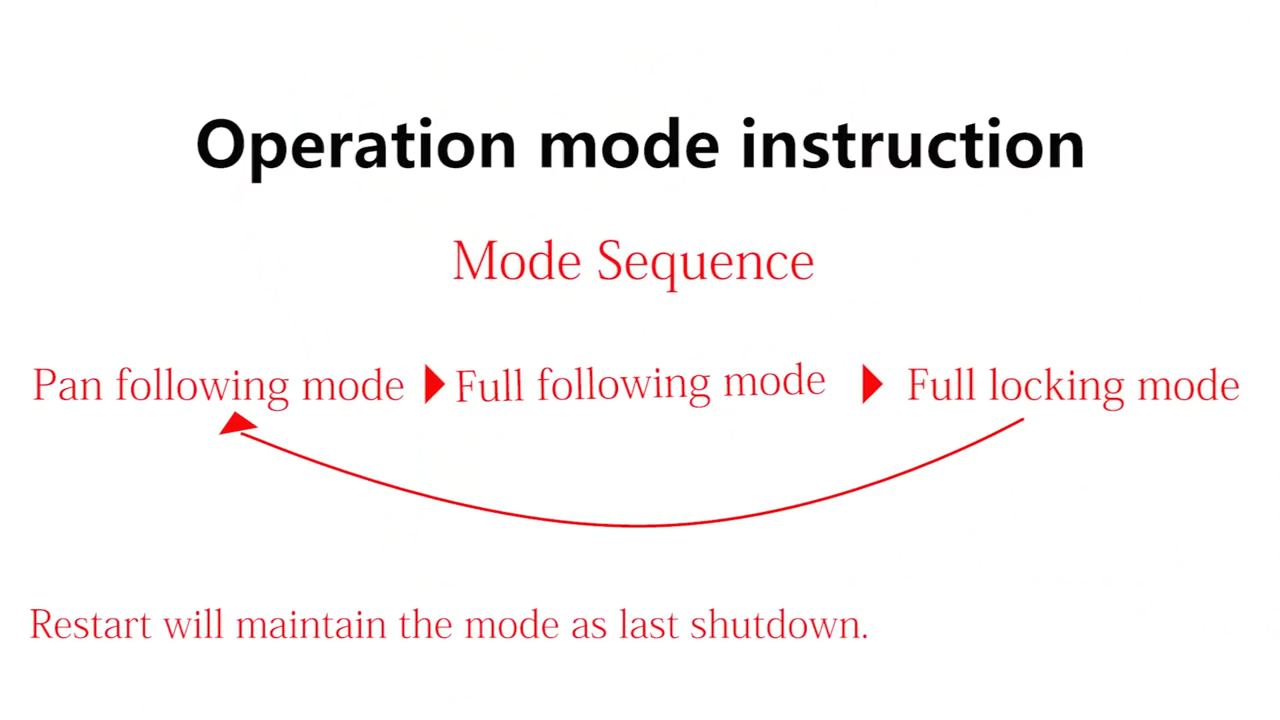 Operation mode instruction
Mode Sequence
Pan following mode Full following mode Full locking mode
Restart will maintain the mode as last shutdown.